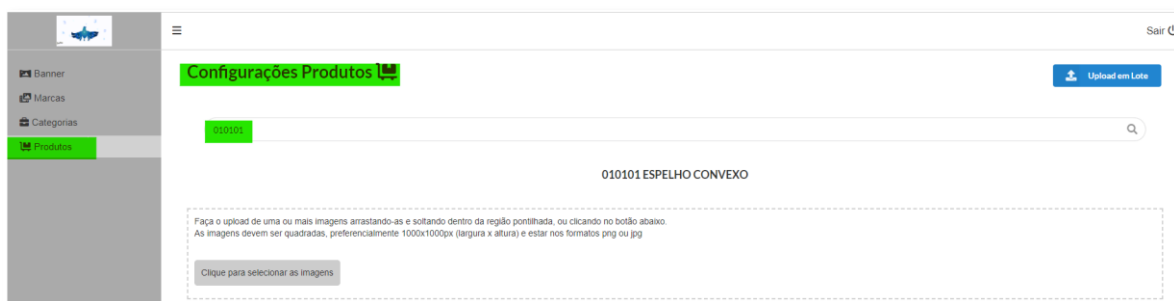 Sair
Banner
Marcas
Categorias
Produtos
Configurações Produtos
Upload em Lote
010101
010101 ESPELHO CONVEXO
Faça o upload de uma ou mais imagens arrastando-as e soltando dentro da região pontilhada, ou clicando no botão abaixo.
As imagens devem ser quadradas, preferencialmente 1000x1000px (largura x altura) e estar nos formatos png ou jpg
Clique para selecionar as imagens